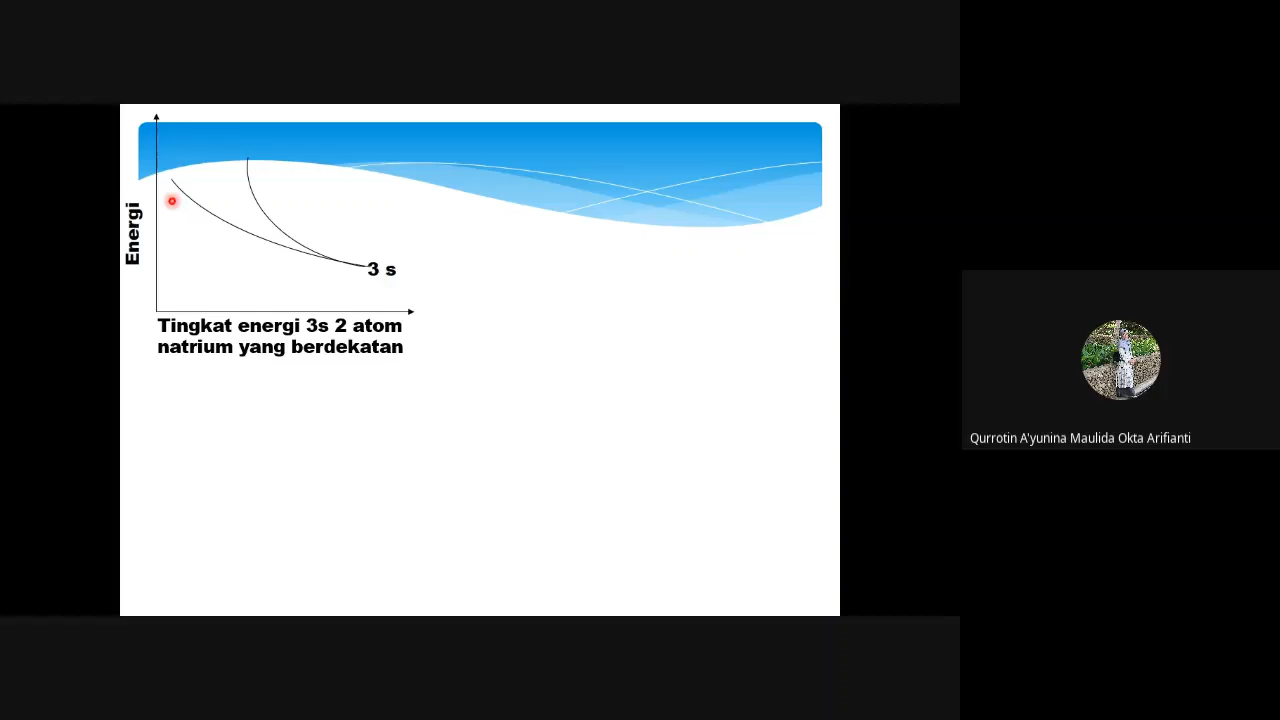 Energi
3 s
Tingkat energi 3s 2 atom
natrium yang berdekatan
Qurrotin A'yunina Maulida Okta Arifianti